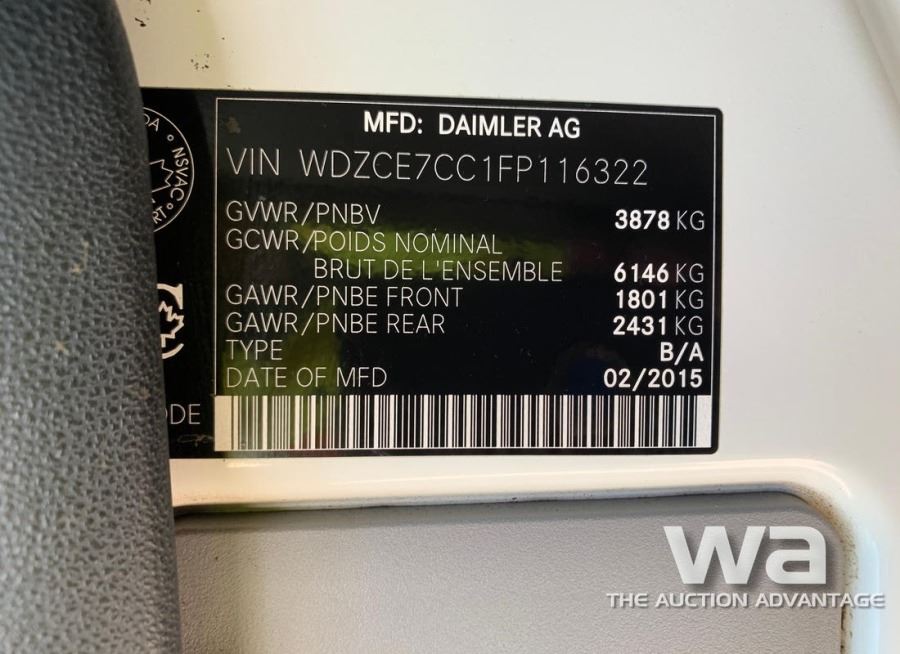 MFD: DAIMLER AG
VIN WDZCE7CC1FP116322
GVWR/PNBV 3878 KG
GCWR/POIDS NOMINAL
BRUT DE L'ENSEMBLE 6146 KG
GAWR/PNBE FRONT 1801 KG
GAWR/PNBE REAR 2431 KG
TYPE B/A
DATE OF MFD 02/2015
NSVAC
wa
THE AUCTION ADVANTAGE